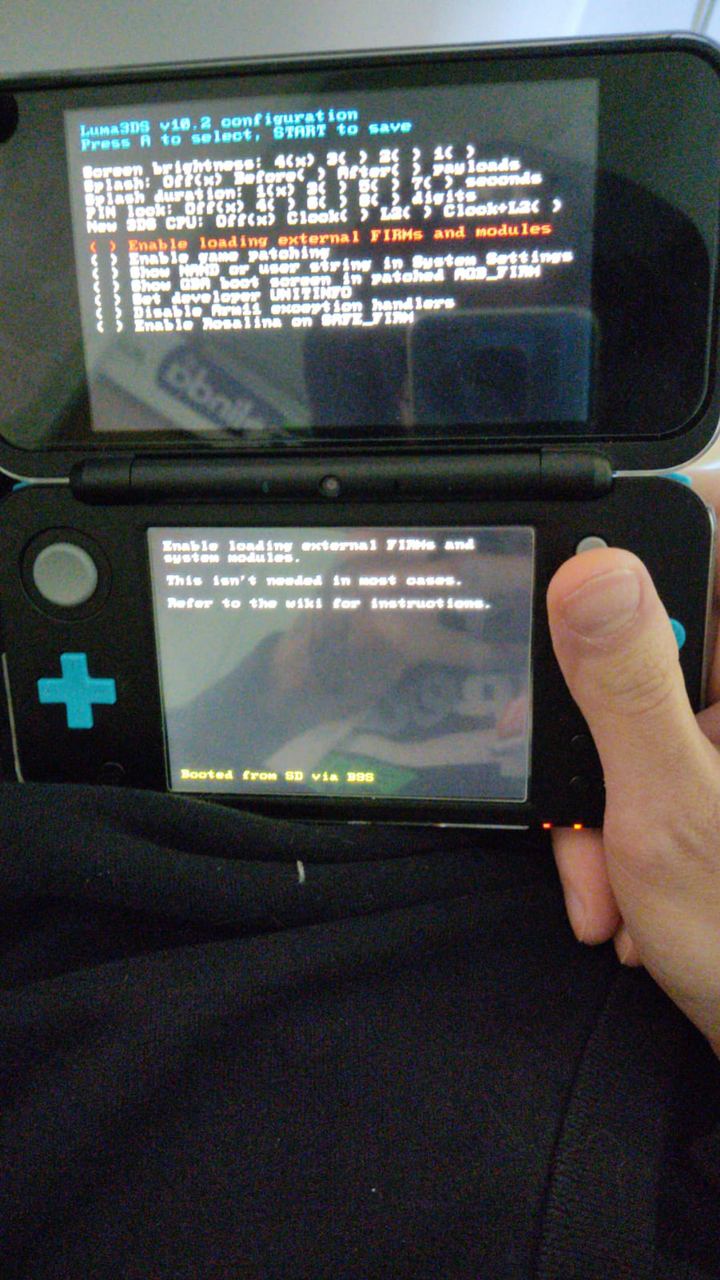 Luma3DS v10.2 configuration
Press A to select, START to save
Screen brightness: 4(x) 3( ) 2( ) 1( )
Splash: Off(x) Before( ) After( ) payloads
Splash duration: 1(x) 3( ) 5( ) 7( ) seconds
PIN lock: Off(x) 4( ) 6( ) 8( ) digits
New 3DS CPU: Off(x) Clock( ) L2( ) Clock+L2( )
( ) Enable loading external FIRMs and modules
( ) Enable game patching
( ) Show NAND or user string in System Settings
( ) Show GBA boot screen in patched AGB_FIRM
( ) Set developer UNITINFO
( ) Disable Arm11 exception handlers
( ) Enable Rosalina on SAFE_FIRM
Enable loading external FIRMs and
system modules.
This isn't needed in most cases.
Refer to the wiki for instructions.
Booted from SD via B9S